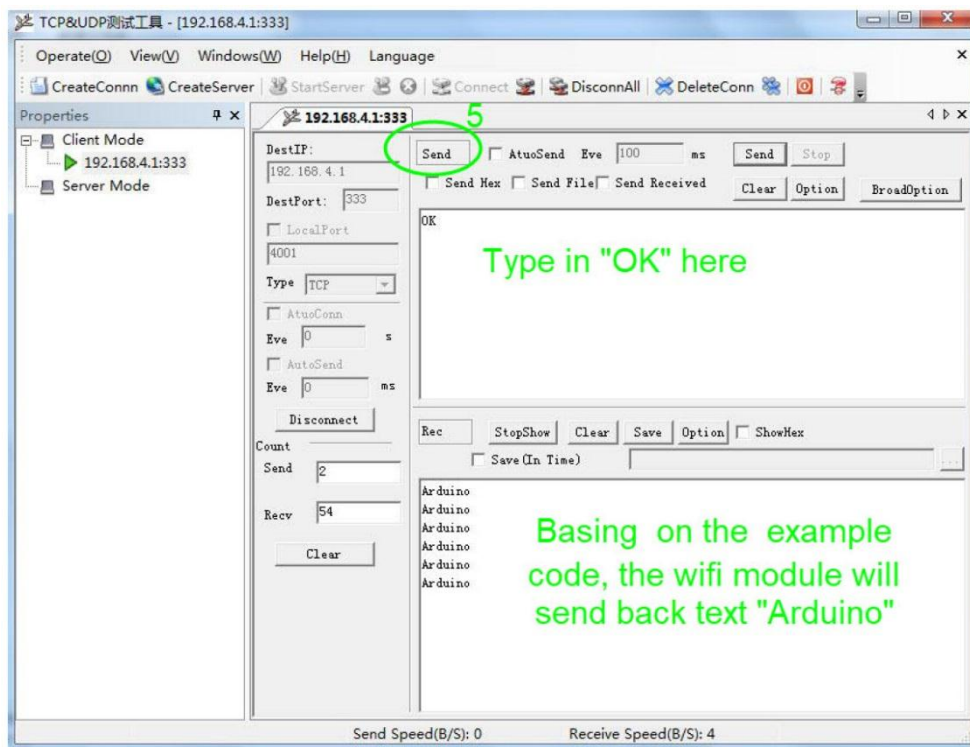 TCP&UDP测试工具 - [192.168.4.1:333]
Operate(O) View(V) Windows(W) Help(H) Language
CreateConnn CreateServer StartServer Connect DisconnAll DeleteConn
Properties
192.168.4.1:333
5
Client Mode
192.168.4.1:333
Server Mode
DestIP:
192.168.4.1
DestPort: 333
LocalPort
4001
Type TCP
AtuoConn
Eve 0 s
AutoSend
Eve 0 ms
Disconnect
Count
Send 2
Recv 54
Clear
Send AtuoSend Eve 100 ms Send Stop
Send Hex Send File Send Received Clear Option BroadOption
OK
Type in "OK" here
Rec StopShow Clear Save Option ShowHex
Save(In Time) ...
Arduino
Arduino
Arduino
Arduino
Arduino
Arduino
Basing on the example
code, the wifi module will
send back text "Arduino"
Send Speed(B/S): 0 Receive Speed(B/S): 4